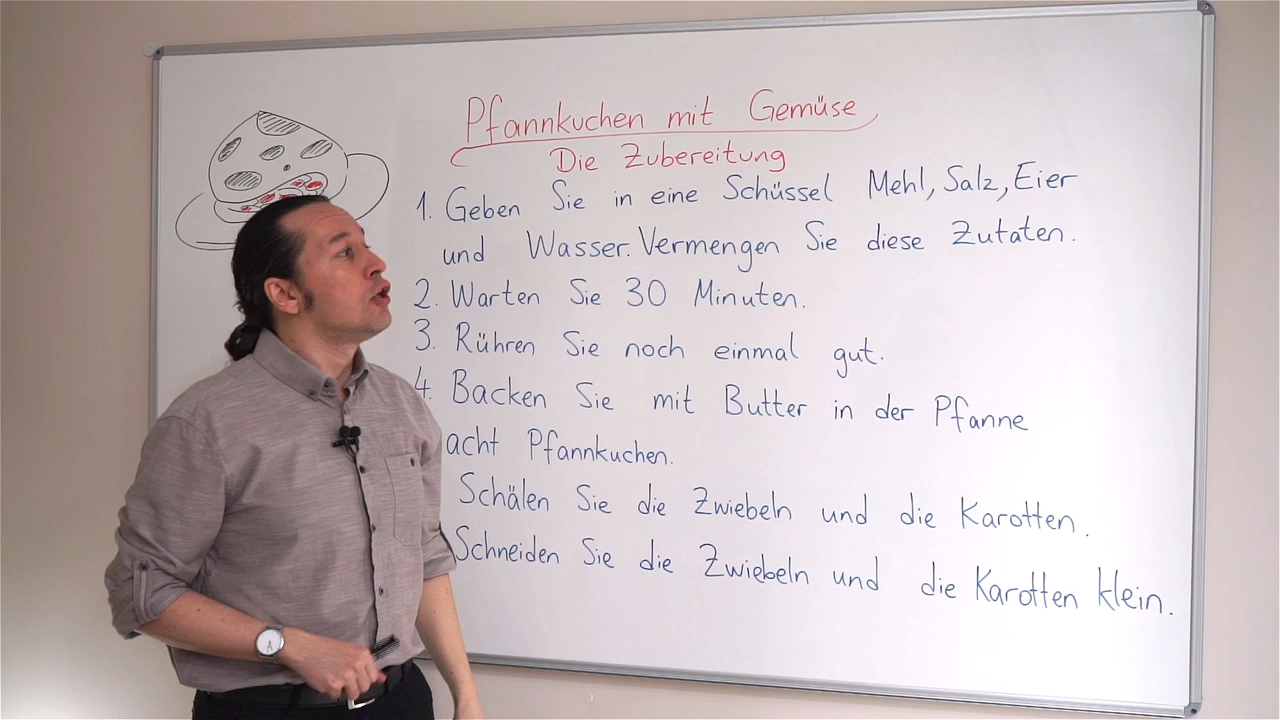 Pfannkuchen mit Gemüse
Die Zubereitung
1. Geben Sie in eine Schüssel Mehl, Salz, Eier
und Wasser. Vermengen Sie diese Zutaten.
2. Warten Sie 30 Minuten.
3. Rühren Sie noch einmal gut.
4. Backen Sie mit Butter in der Pfanne
acht Pfannkuchen.
Schälen Sie die Zwiebeln und die Karotten.
Schneiden Sie die Zwiebeln und die Karotten klein.